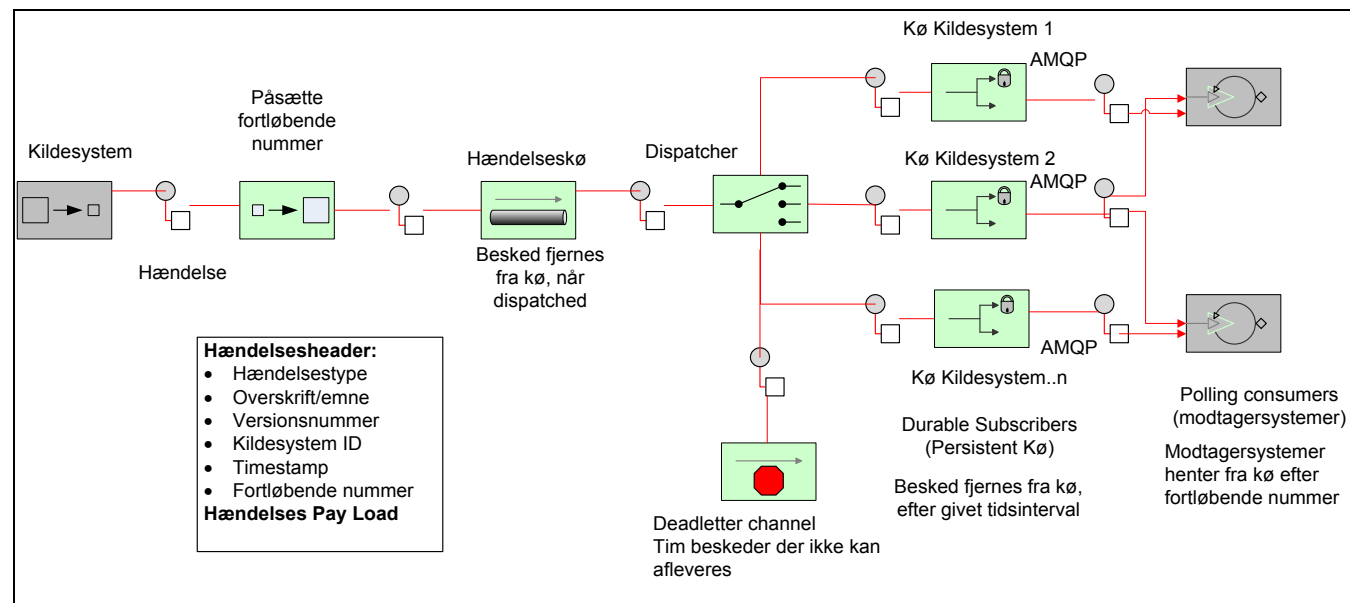 Kildesystem
Påsætte
fortløbende
nummer
Hændelse
Hændelseskø
Besked fjernes
fra kø, når
dispatched
Dispatcher
Kø Kildesystem 1
AMQP
Kø Kildesystem 2
AMQP
AMQP
Kø Kildesystem..n
Durable Subscribers
(Persistent Kø)
Besked fjernes fra kø,
efter givet tidsinterval
Polling consumers
(modtagersystemer)
Modtagersystemer
henter fra kø efter
fortløbende nummer
Deadletter channel
Tim beskeder der ikke kan
afleveres
Hændelsesheader:
• Hændelsestype
• Overskrift/emne
• Versionsnummer
• Kildesystem ID
• Timestamp
• Fortløbende nummer
Hændelses Pay Load